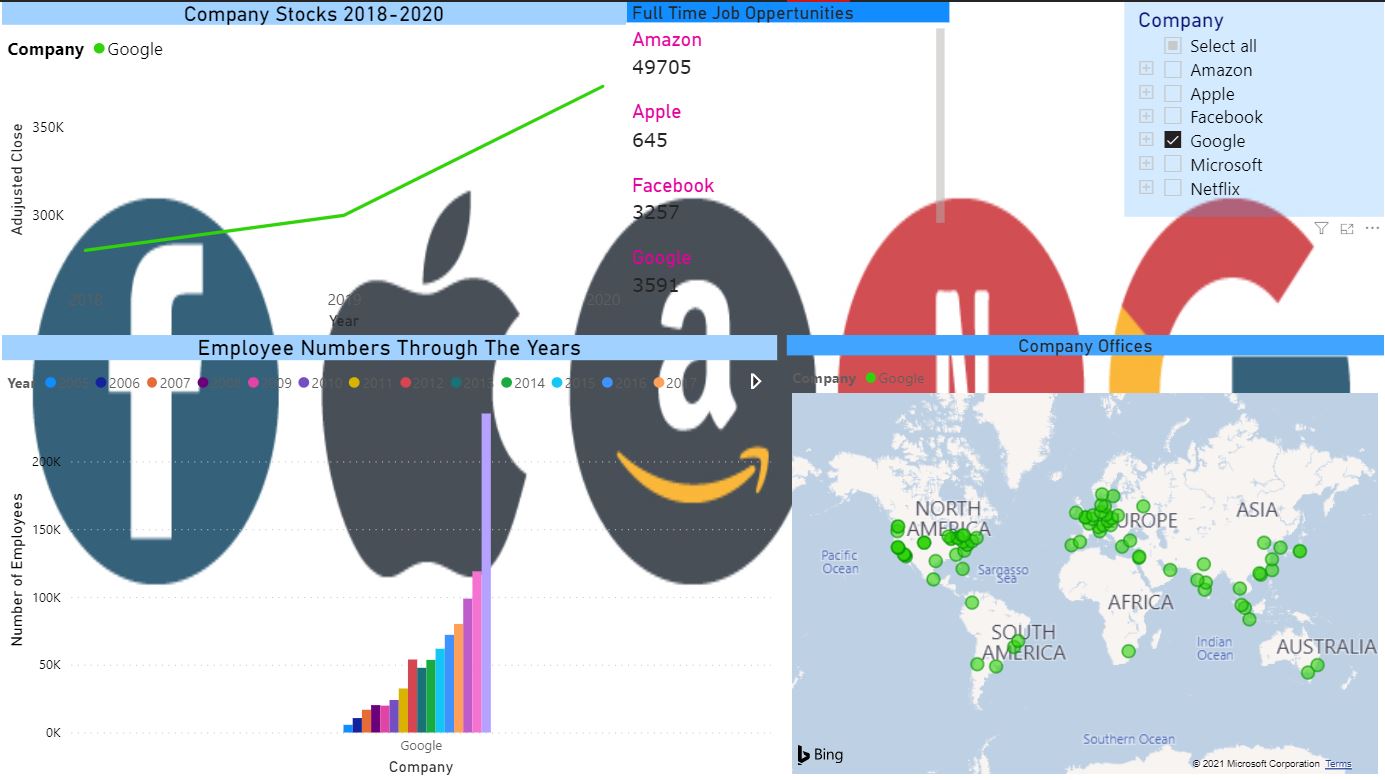 Company Stocks 2018-2020
Company Google
Adujusted Close
350K
300K
2018 2019 2020
Year
Full Time Job Oppertunities
Amazon
49705
Apple
645
Facebook
3257
Google
3591
Company
Select all
Amazon
Apple
Facebook
Google
Microsoft
Netflix
Employee Numbers Through The Years
Year 2005 2006 2007 2008 2009 2010 2011 2012 2013 2014 2015 2016 2017
Number of Employees
200K
150K
100K
50K
0K
Google
Company
Company Offices
Company Google
NORTH
AMERICA
EUROPE
ASIA
Pacific
Ocean
Sargasso
Sea
AFRICA
SOUTH
AMERICA
Indian
Ocean
AUSTRALIA
Southern Ocean
Bing
© 2021 Microsoft Corporation Terms